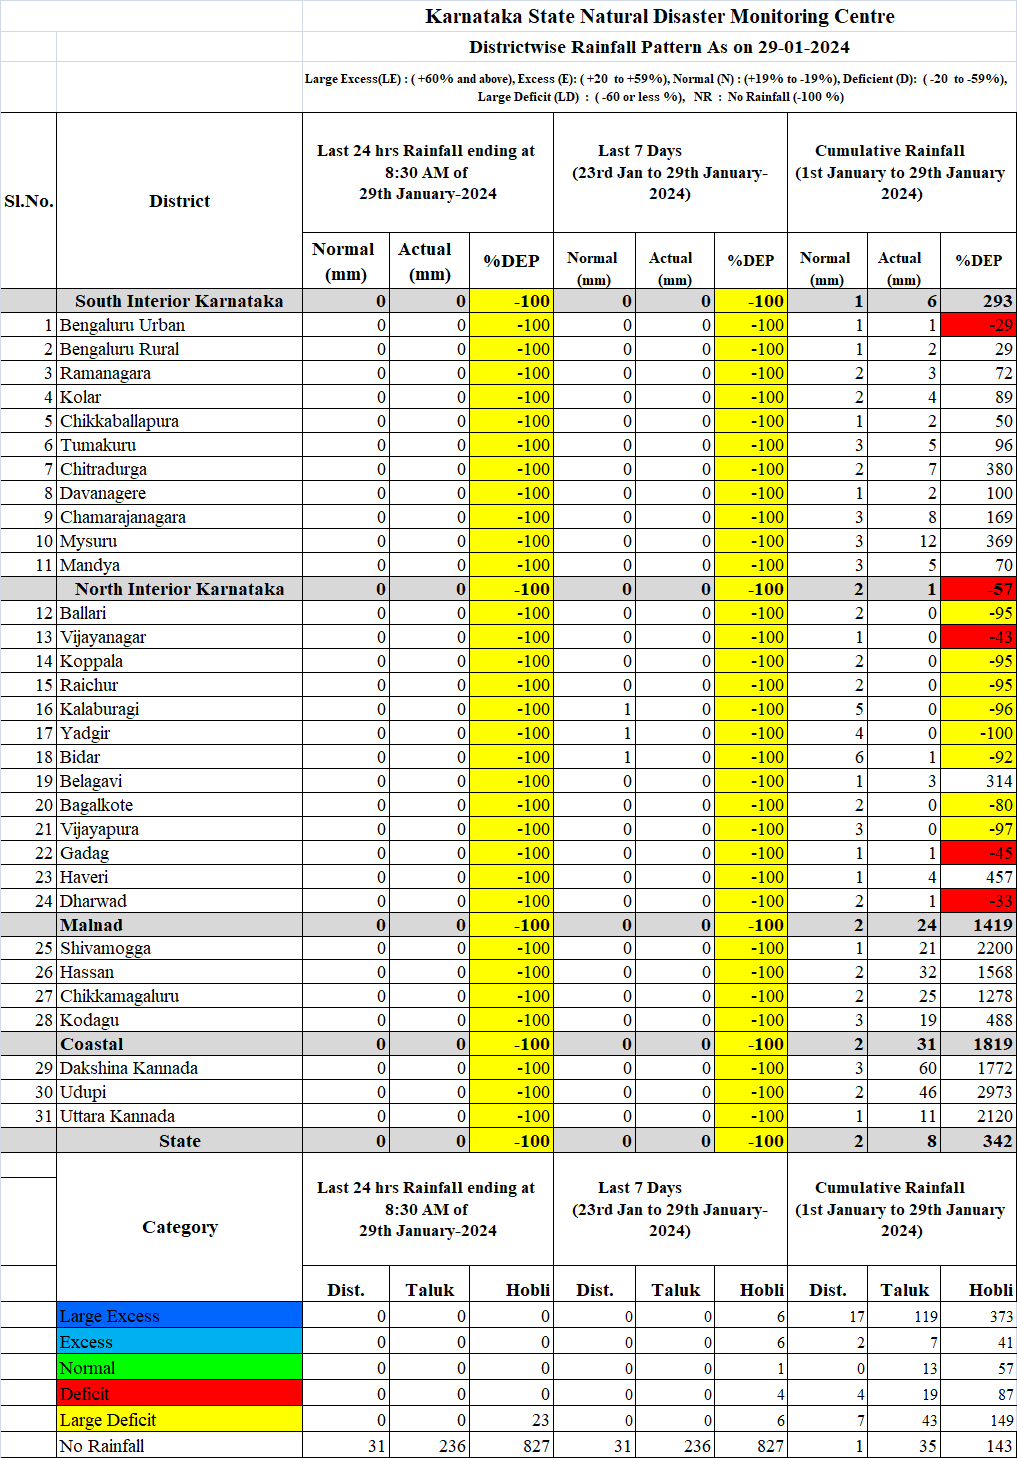 Karnataka State Natural Disaster Monitoring Centre
Districtwise Rainfall Pattern As on 29-01-2024
Large Excess(LE) : ( +60% and above), Excess (E): ( +20 to +59%), Normal (N) : (+19% to -19%), Deficient (D): ( -20 to -59%),
Large Deficit (LD) : ( -60 or less %), NR : No Rainfall (-100 %)
Sl.No. District Last 24 hrs Rainfall ending at 8:30 AM of 29th January-2024 Last 7 Days (23rd Jan to 29th January-2024) Cumulative Rainfall (1st January to 29th January 2024)
Normal (mm) Actual (mm) %DEP Normal (mm) Actual (mm) %DEP Normal (mm) Actual (mm) %DEP
South Interior Karnataka 0 0 -100 0 0 -100 1 6 293
1 Bengaluru Urban 0 0 -100 0 0 -100 1 1 -29
2 Bengaluru Rural 0 0 -100 0 0 -100 1 2 29
3 Ramanagara 0 0 -100 0 0 -100 2 3 72
4 Kolar 0 0 -100 0 0 -100 2 4 89
5 Chikkaballapura 0 0 -100 0 0 -100 1 2 50
6 Tumakuru 0 0 -100 0 0 -100 3 5 96
7 Chitradurga 0 0 -100 0 0 -100 2 7 380
8 Davanagere 0 0 -100 0 0 -100 1 2 100
9 Chamarajanagara 0 0 -100 0 0 -100 3 8 169
10 Mysuru 0 0 -100 0 0 -100 3 12 369
11 Mandya 0 0 -100 0 0 -100 3 5 70
North Interior Karnataka 0 0 -100 0 0 -100 2 1 -57
12 Ballari 0 0 -100 0 0 -100 2 0 -95
13 Vijayanagar 0 0 -100 0 0 -100 1 0 -43
14 Koppala 0 0 -100 0 0 -100 2 0 -95
15 Raichur 0 0 -100 0 0 -100 2 0 -95
16 Kalaburagi 0 0 -100 1 0 -100 5 0 -96
17 Yadgir 0 0 -100 1 0 -100 4 0 -100
18 Bidar 0 0 -100 1 0 -100 6 1 -92
19 Belagavi 0 0 -100 0 0 -100 1 3 314
20 Bagalkote 0 0 -100 0 0 -100 2 0 -80
21 Vijayapura 0 0 -100 0 0 -100 3 0 -97
22 Gadag 0 0 -100 0 0 -100 1 1 -45
23 Haveri 0 0 -100 0 0 -100 1 4 457
24 Dharwad 0 0 -100 0 0 -100 2 1 -33
Malnad 0 0 -100 0 0 -100 2 24 1419
25 Shivamogga 0 0 -100 0 0 -100 1 21 2200
26 Hassan 0 0 -100 0 0 -100 2 32 1568
27 Chikkamagaluru 0 0 -100 0 0 -100 2 25 1278
28 Kodagu 0 0 -100 0 0 -100 3 19 488
Coastal 0 0 -100 0 0 -100 2 31 1819
29 Dakshina Kannada 0 0 -100 0 0 -100 3 60 1772
30 Udupi 0 0 -100 0 0 -100 2 46 2973
31 Uttara Kannada 0 0 -100 0 0 -100 1 11 2120
State 0 0 -100 0 0 -100 2 8 342
Category Last 24 hrs Rainfall ending at 8:30 AM of 29th January-2024 Last 7 Days (23rd Jan to 29th January-2024) Cumulative Rainfall (1st January to 29th January 2024)
Dist. Taluk Hobli Dist. Taluk Hobli Dist. Taluk Hobli
Large Excess 0 0 0 0 0 6 17 119 373
Excess 0 0 0 0 0 6 2 7 41
Normal 0 0 0 0 0 1 0 13 57
Deficit 0 0 0 0 0 4 4 19 87
Large Deficit 0 0 23 0 0 6 7 43 149
No Rainfall 31 236 827 31 236 827 1 35 143